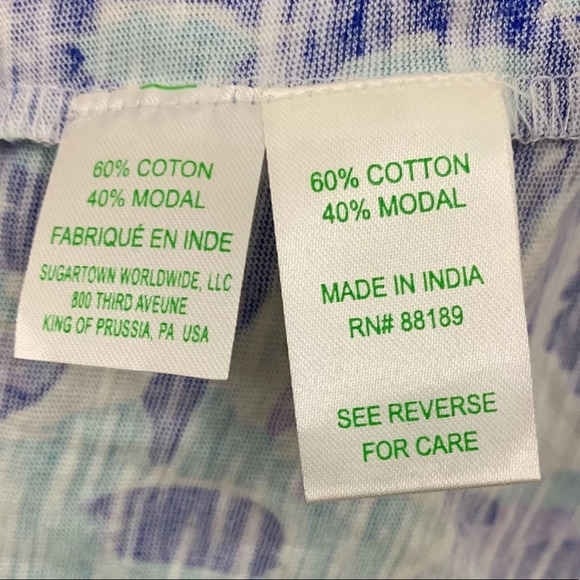 60% COTON
40% MODAL
FABRIQUÉ EN INDE
SUGARTOWN WORLDWIDE, LLC
800 THIRD AVEUNE
KING OF PRUSSIA, PA USA
60% COTTON
40% MODAL
MADE IN INDIA
RN# 88189
SEE REVERSE
FOR CARE